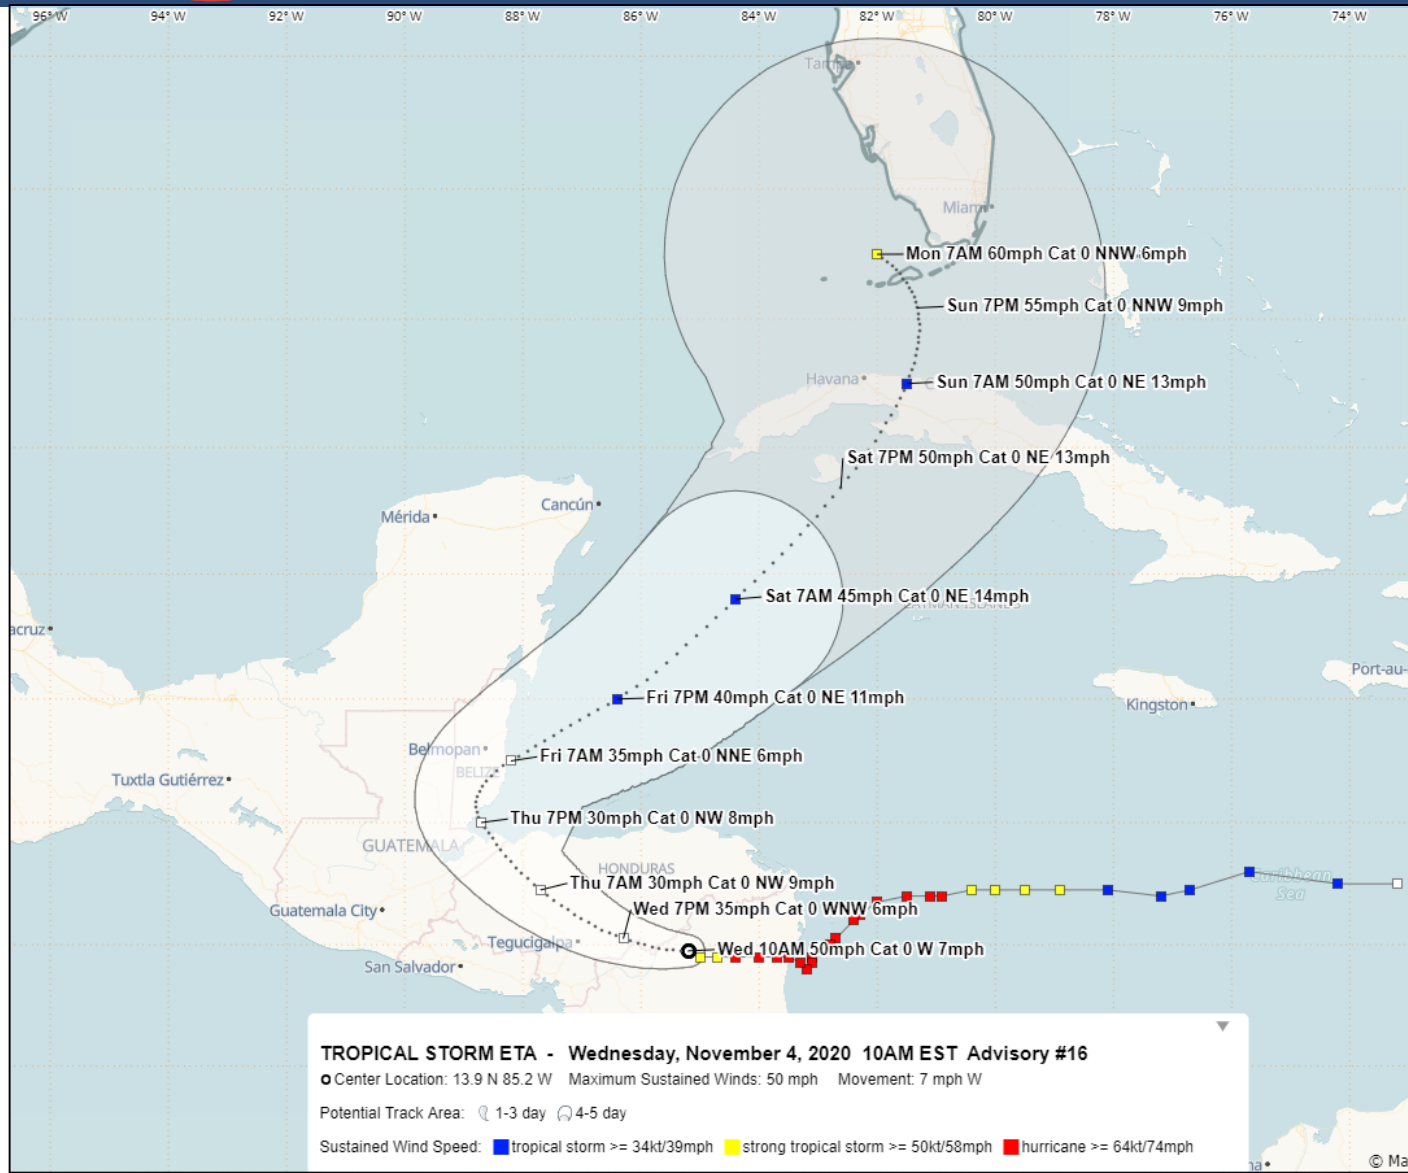 96° W 94° W 92° W 90° W 88° W 86° W 84° W 82° W 80° W 78° W 76° W 74° W
Tampa
Miami
Mon 7AM 60mph Cat 0 NNW 6mph
Sun 7PM 55mph Cat 0 NNW 9mph
Havana
Sun 7AM 50mph Cat 0 NE 13mph
Sat 7PM 50mph Cat 0 NE 13mph
Cancún
Mérida
Sat 7AM 45mph Cat 0 NE 14mph
CAYMAN ISLANDS
acruz
Port-au-
Fri 7PM 40mph Cat 0 NE 11mph
Kingston
Belmopan
Fri 7AM 35mph Cat 0 NNE 6mph
BELIZE
Tuxtla Gutiérrez
Thu 7PM 30mph Cat 0 NW 8mph
GUATEMALA
HONDURAS
Thu 7AM 30mph Cat 0 NW 9mph
Caribbean
Sea
Guatemala City
Wed 7PM 35mph Cat 0 WNW 6mph
Tegucigalpa
Wed 10AM 50mph Cat 0 W 7mph
San Salvador
TROPICAL STORM ETA - Wednesday, November 4, 2020 10AM EST Advisory #16
Center Location: 13.9 N 85.2 W Maximum Sustained Winds: 50 mph Movement: 7 mph W
Potential Track Area: 1-3 day 4-5 day
Sustained Wind Speed: tropical storm >= 34kt/39mph strong tropical storm >= 50kt/58mph hurricane >= 64kt/74mph
na
© Ma